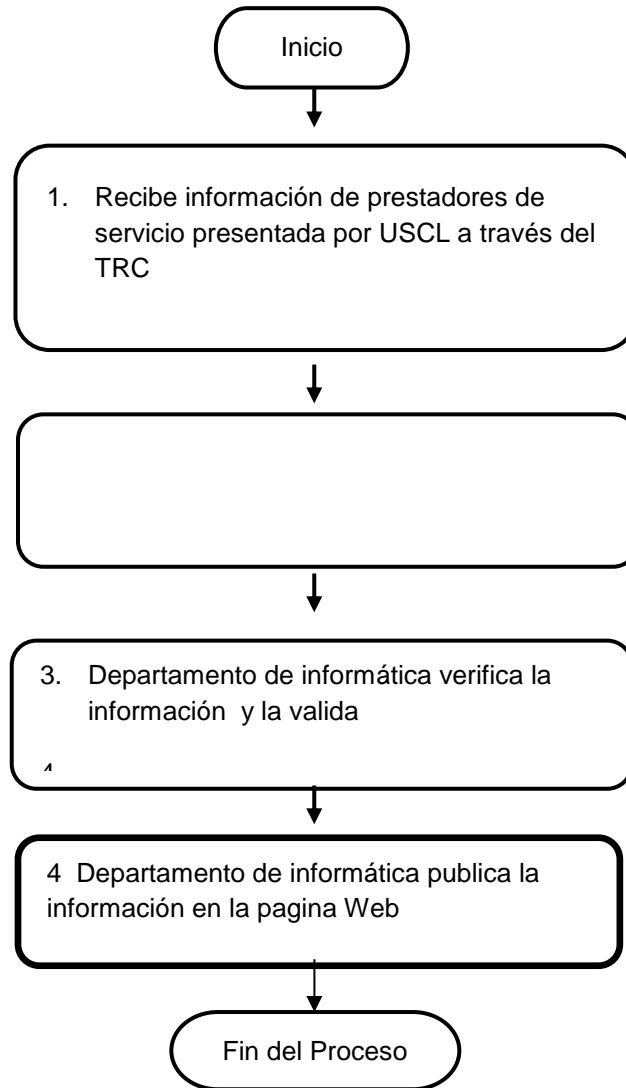 Inicio
1. Recibe información de prestadores de
servicio presentada por USCL a través del
TRC
3. Departamento de informática verifica la
información y la valida
4 Departamento de informática publica la
información en la pagina Web
Fin del Proceso